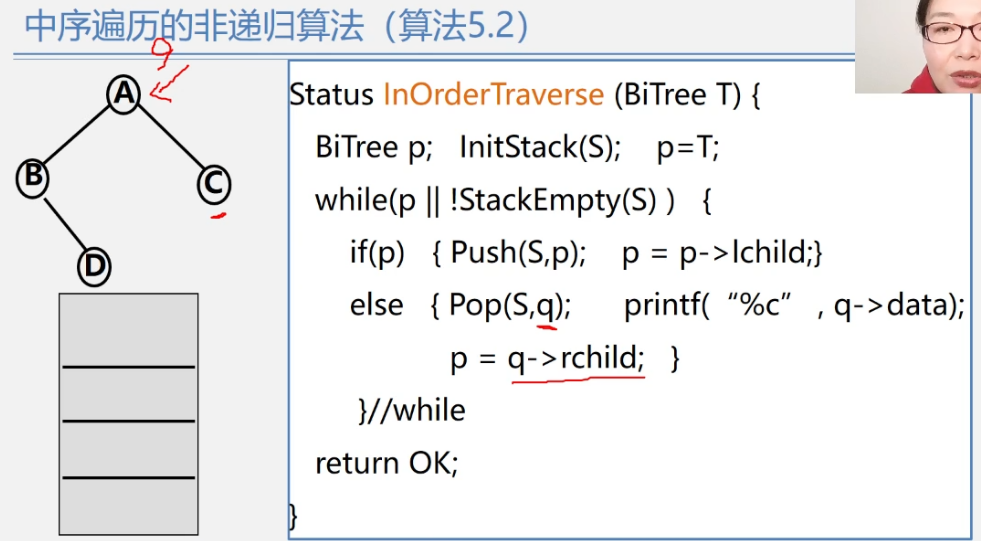 中序遍历的非递归算法（算法5.2）
q
A
B
C
D
Status InOrderTraverse (BiTree T) {
BiTree p; InitStack(S); p=T;
while(p || !StackEmpty(S) ) {
if(p) { Push(S,p); p = p->lchild;}
else { Pop(S,q); printf( “%c” , q->data);
p = q->rchild; }
}//while
return OK;
}